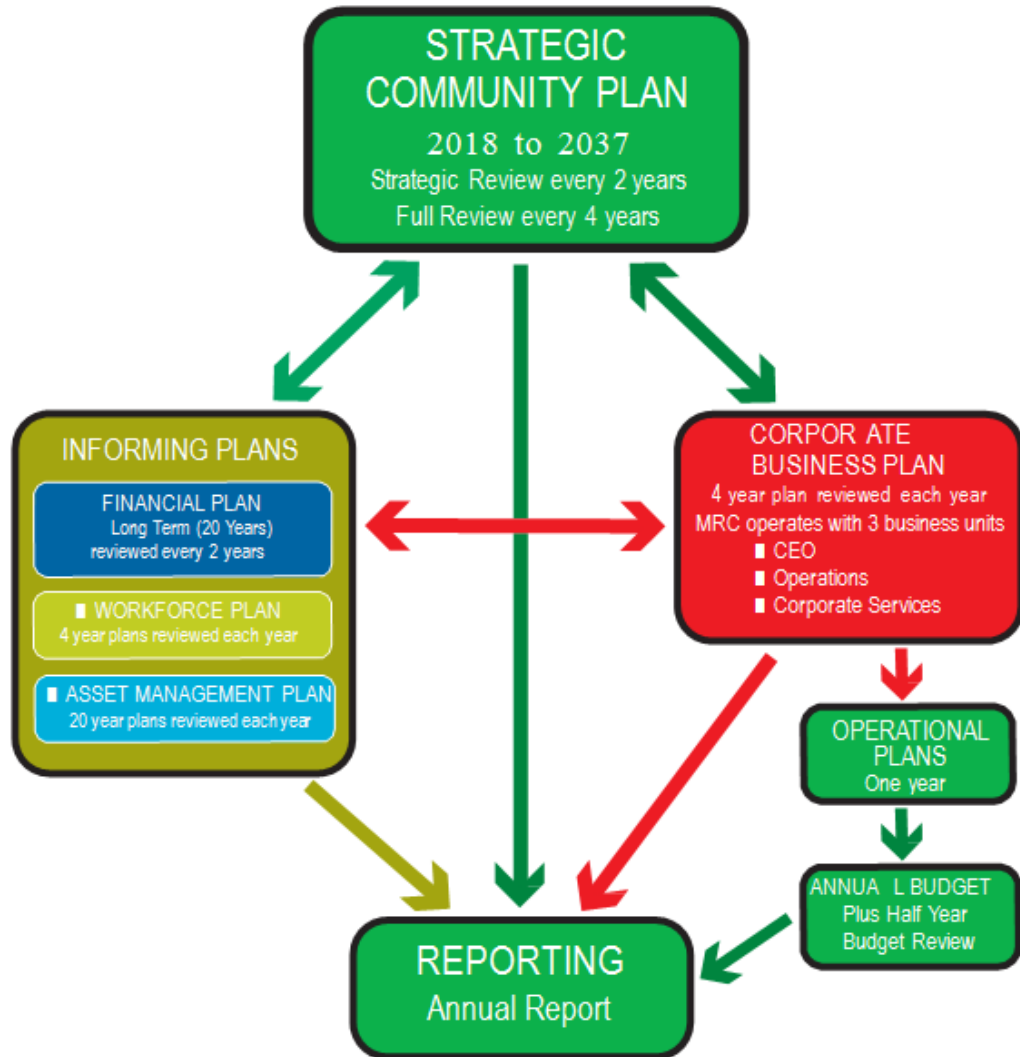 STRATEGIC
COMMUNITY PLAN
2018 to 2037
Strategic Review every 2 years
Full Review every 4 years
INFORMING PLANS
FINANCIAL PLAN
Long Term (20 Years)
reviewed every 2 years
■ WORKFORCE PLAN
4 year plans reviewed each year
■ ASSET MANAGEMENT PLAN
20 year plans reviewed each year
CORPOR ATE
BUSINESS PLAN
4 year plan reviewed each year
MRC operates with 3 business units
■ CEO
■ Operations
■ Corporate Services
OPERATIONAL
PLANS
One year
ANNUA L BUDGET
Plus Half Year
Budget Review
REPORTING
Annual Report